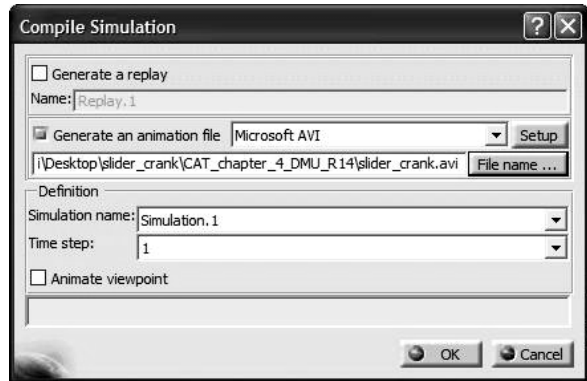 Compile Simulation
Generate a replay
Name: Replay.1
Generate an animation file Microsoft AVI Setup
i\Desktop\slider_crank\CAT_chapter_4_DMU_R14\slider_crank.avi File name ...
Definition
Simulation name: Simulation.1
Time step: 1
Animate viewpoint
OK Cancel